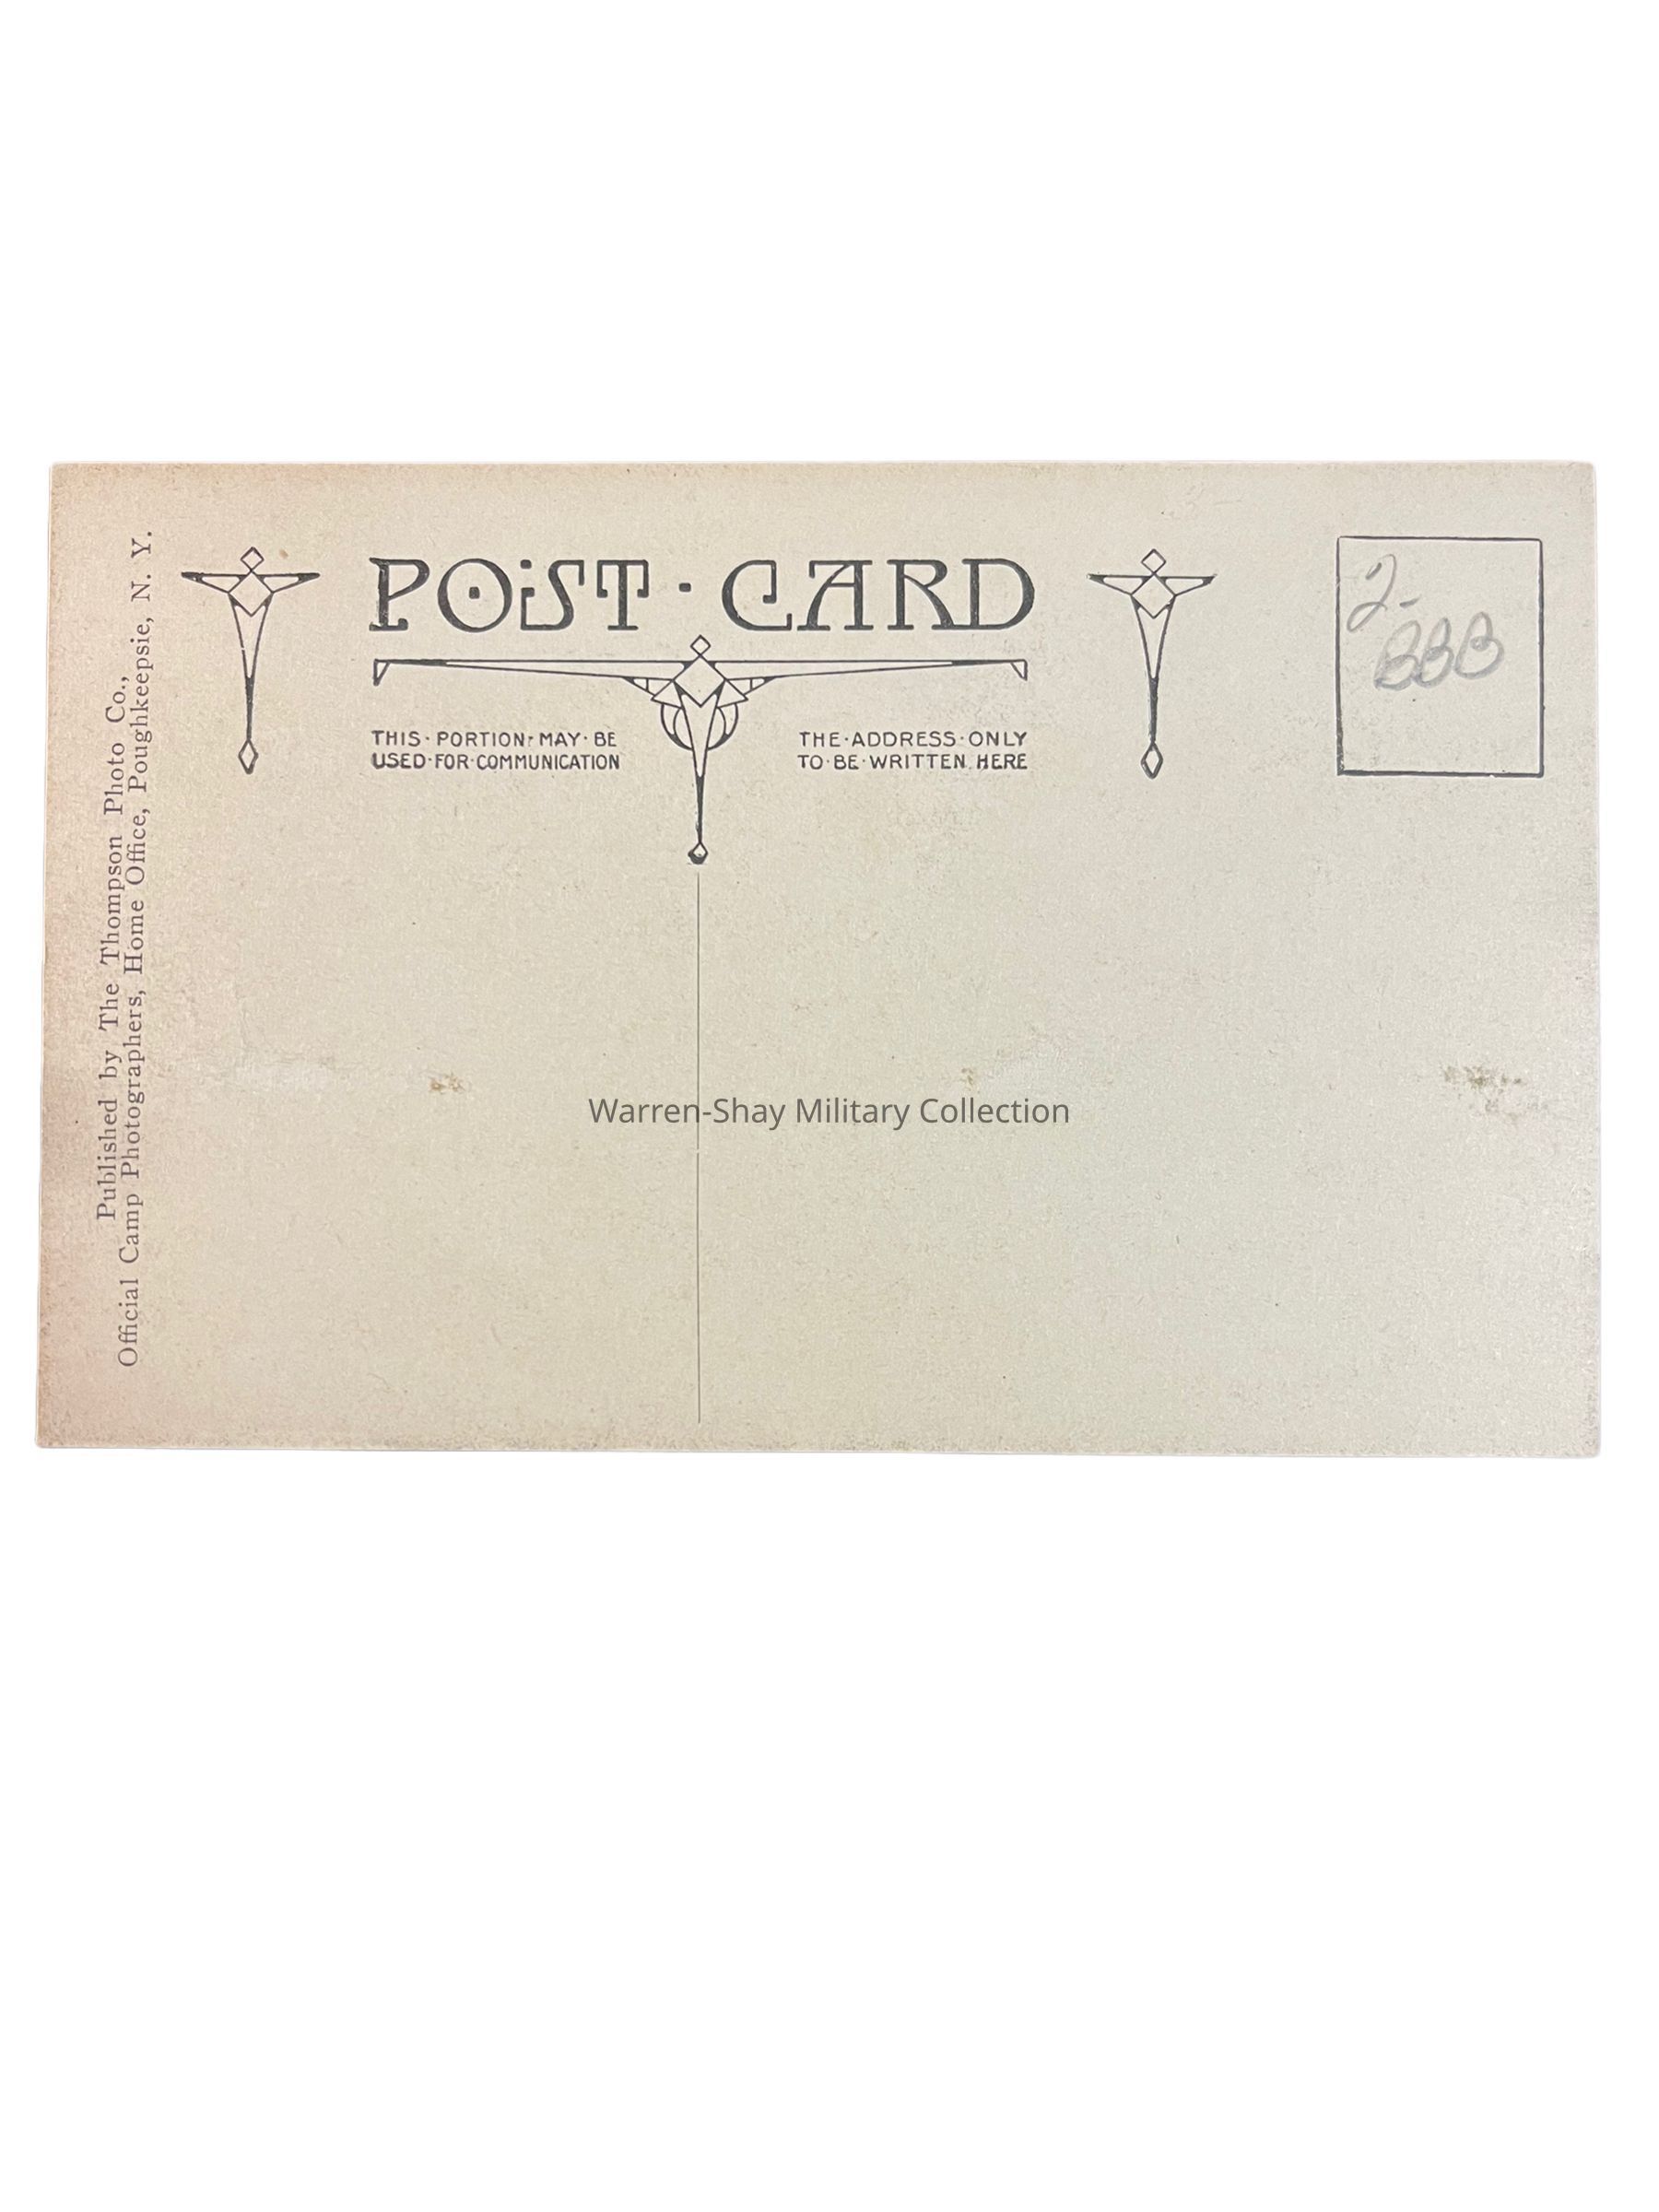 Published by The Thompson Photo Co.,
Official Camp Photographers, Home Office, Poughkeepsie, N. Y.
POST · CARD
THIS · PORTION · MAY · BE
USED · FOR · COMMUNICATION
THE · ADDRESS · ONLY
TO · BE · WRITTEN HERE
2-
BBB
Warren-Shay Military Collection